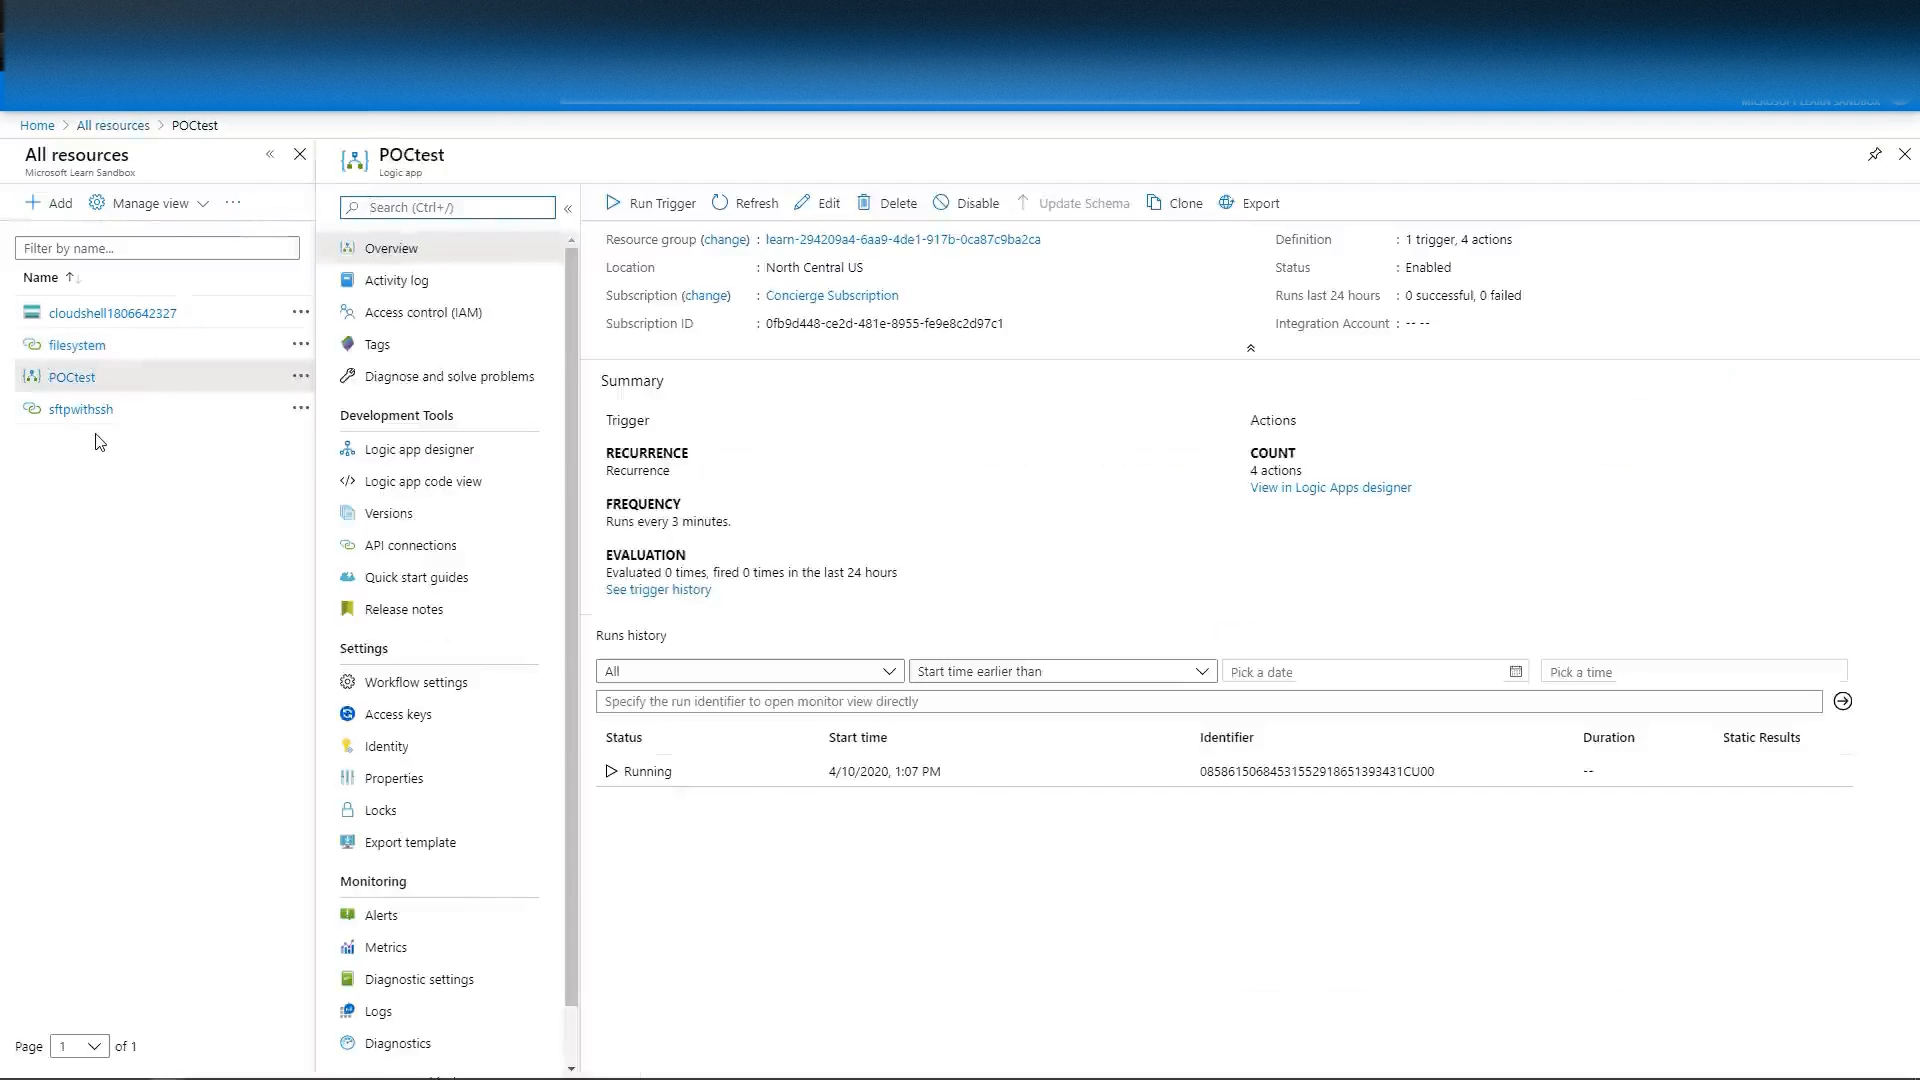 MICROSOFT LEARN SANDBOX
Home > All resources > POCtest
All resources
Microsoft Learn Sandbox
Add Manage view
Filter by name...
Name
cloudshell1806642327
filesystem
POCtest
sftpwithssh
Page 1 of 1
POCtest
Logic app
Search (Ctrl+/)
Overview
Activity log
Access control (IAM)
Tags
Diagnose and solve problems
Development Tools
Logic app designer
Logic app code view
Versions
API connections
Quick start guides
Release notes
Settings
Workflow settings
Access keys
Identity
Properties
Locks
Export template
Monitoring
Alerts
Metrics
Diagnostic settings
Logs
Diagnostics
Run Trigger Refresh Edit Delete Disable Update Schema Clone Export
Resource group (change) : learn-294209a4-6aa9-4de1-917b-0ca87c9ba2ca
Location : North Central US
Subscription (change) : Concierge Subscription
Subscription ID : 0fb9d448-ce2d-481e-8955-fe9e8c2d97c1
Definition : 1 trigger, 4 actions
Status : Enabled
Runs last 24 hours : 0 successful, 0 failed
Integration Account : -- --
Summary
Trigger
RECURRENCE
Recurrence
FREQUENCY
Runs every 3 minutes.
EVALUATION
Evaluated 0 times, fired 0 times in the last 24 hours
See trigger history
Actions
COUNT
4 actions
View in Logic Apps designer
Runs history
All Start time earlier than Pick a date Pick a time
Specify the run identifier to open monitor view directly
Status Start time Identifier Duration Static Results
Running 4/10/2020, 1:07 PM 08586150684531552918651393431CU00 --